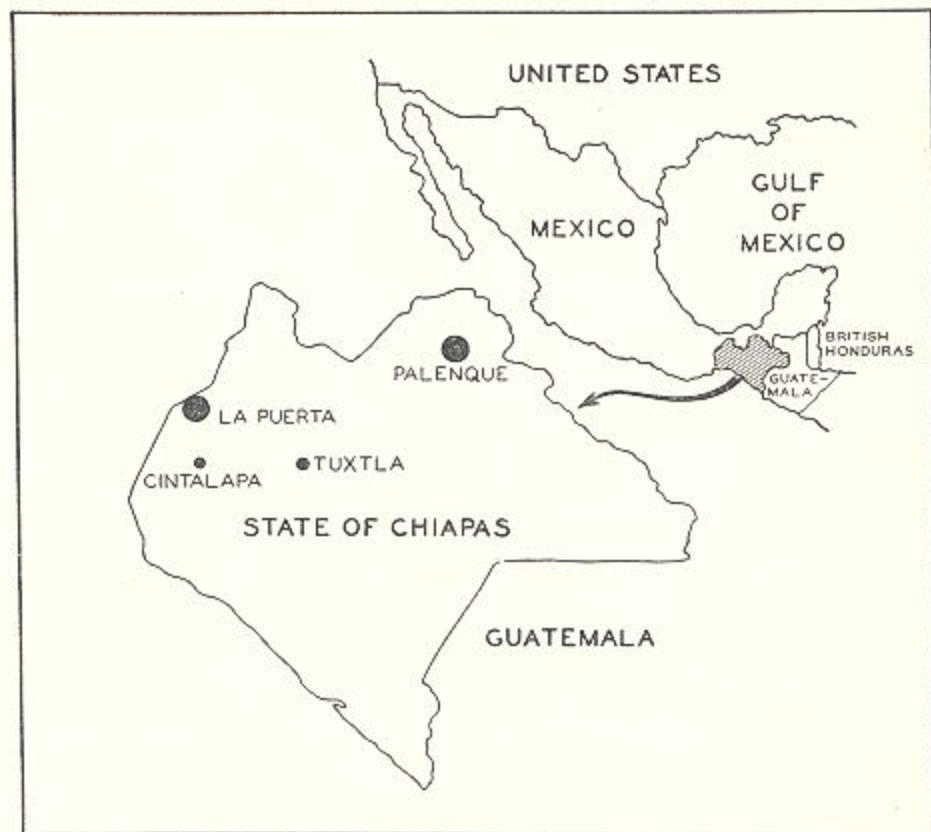 UNITED STATES
GULF
OF
MEXICO
MEXICO
BRITISH
HONDURAS
GUATE-
MALA
PALENQUE
LA PUERTA
CINTALAPA
TUXTLA
STATE OF CHIAPAS
GUATEMALA